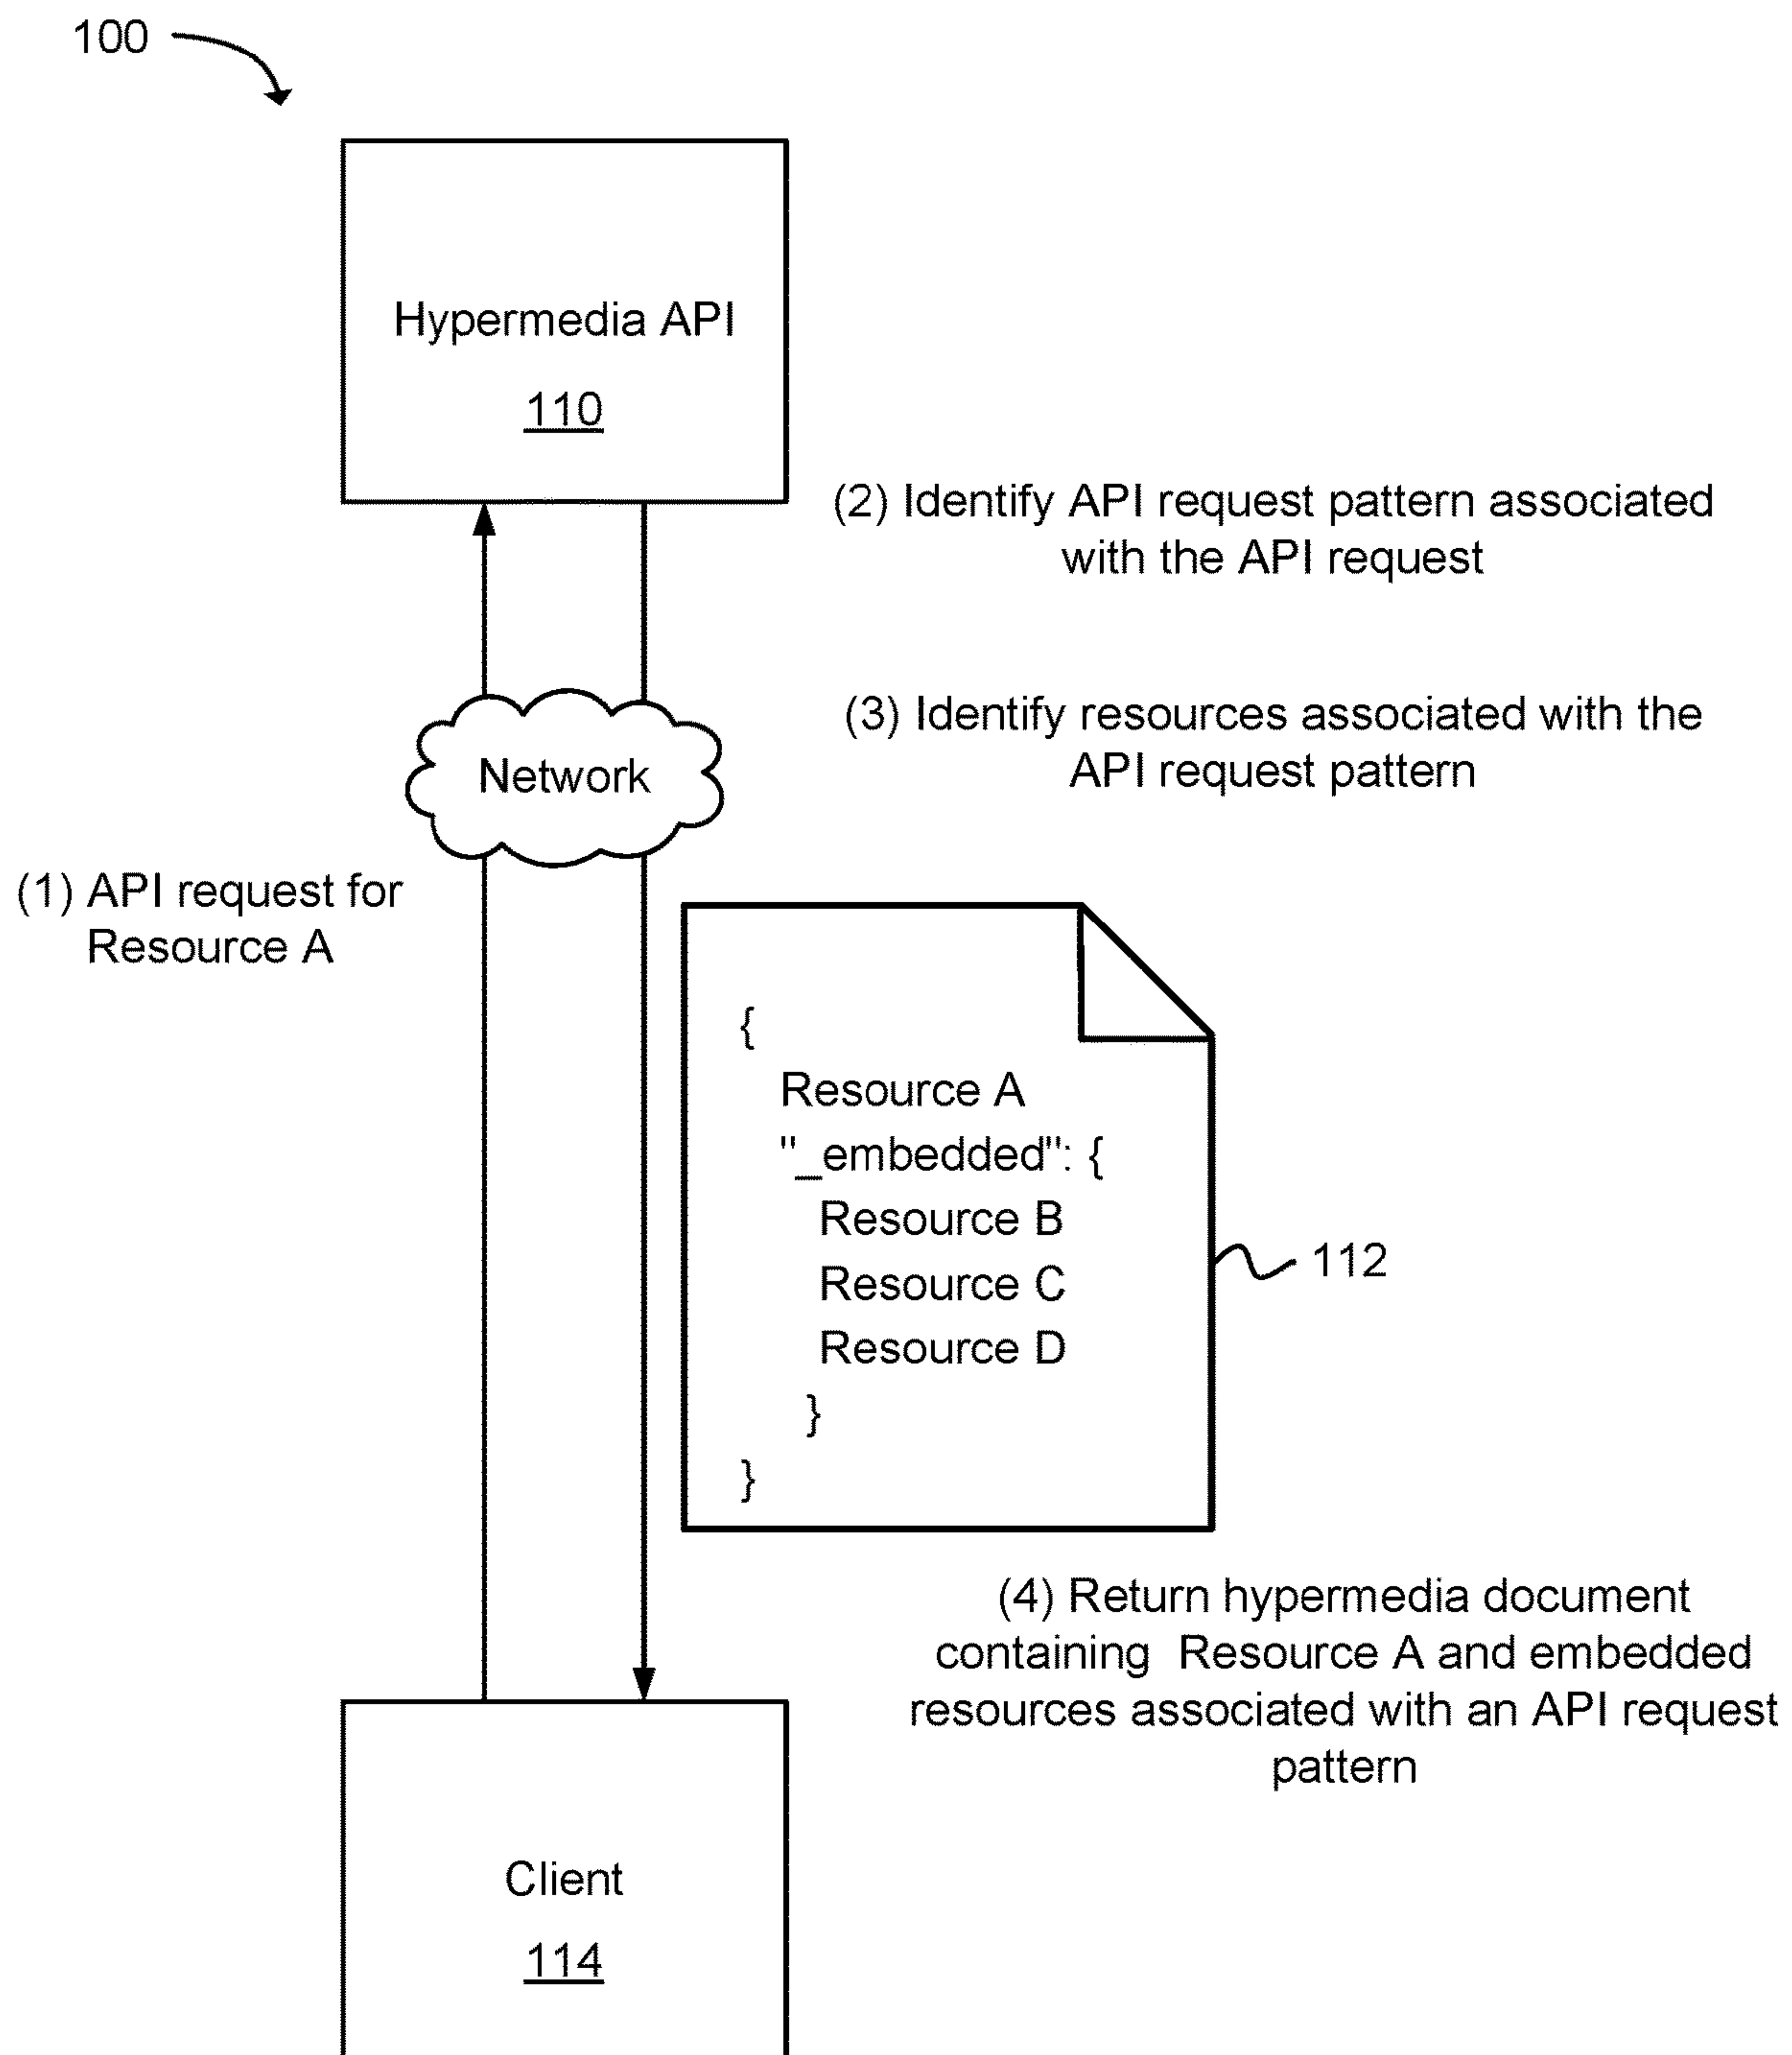 100
Hypermedia API
110
(2) Identify API request pattern associated
with the API request
(3) Identify resources associated with the
API request pattern
Network
(1) API request for
Resource A
{
Resource A
"_embedded": {
Resource B
Resource C
Resource D
}
}
112
(4) Return hypermedia document
containing Resource A and embedded
resources associated with an API request
pattern
Client
114